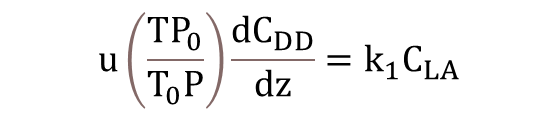 u(TP₀/T₀P) dC_DD/dz = k₁C_LA